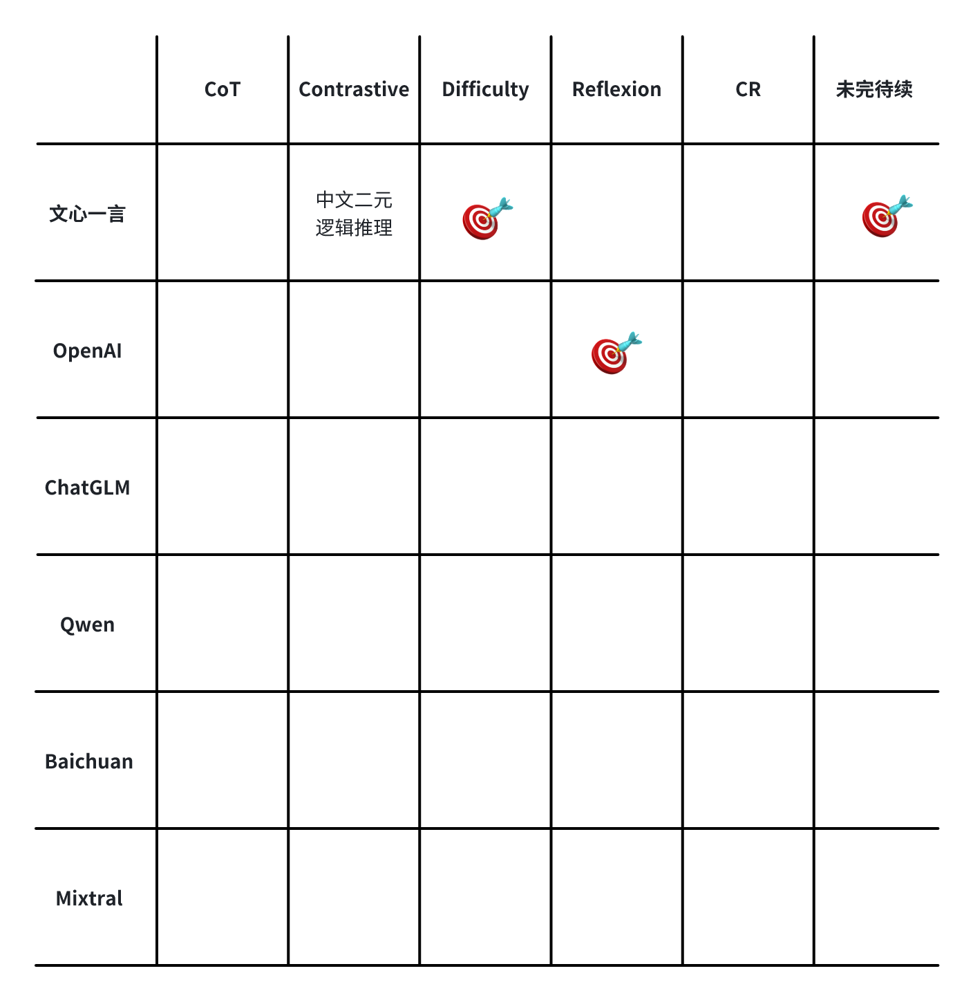 CoT
Contrastive
Difficulty
Reflexion
CR
未完待续
文心一言
中文二元
逻辑推理
OpenAI
ChatGLM
Qwen
Baichuan
Mixtral